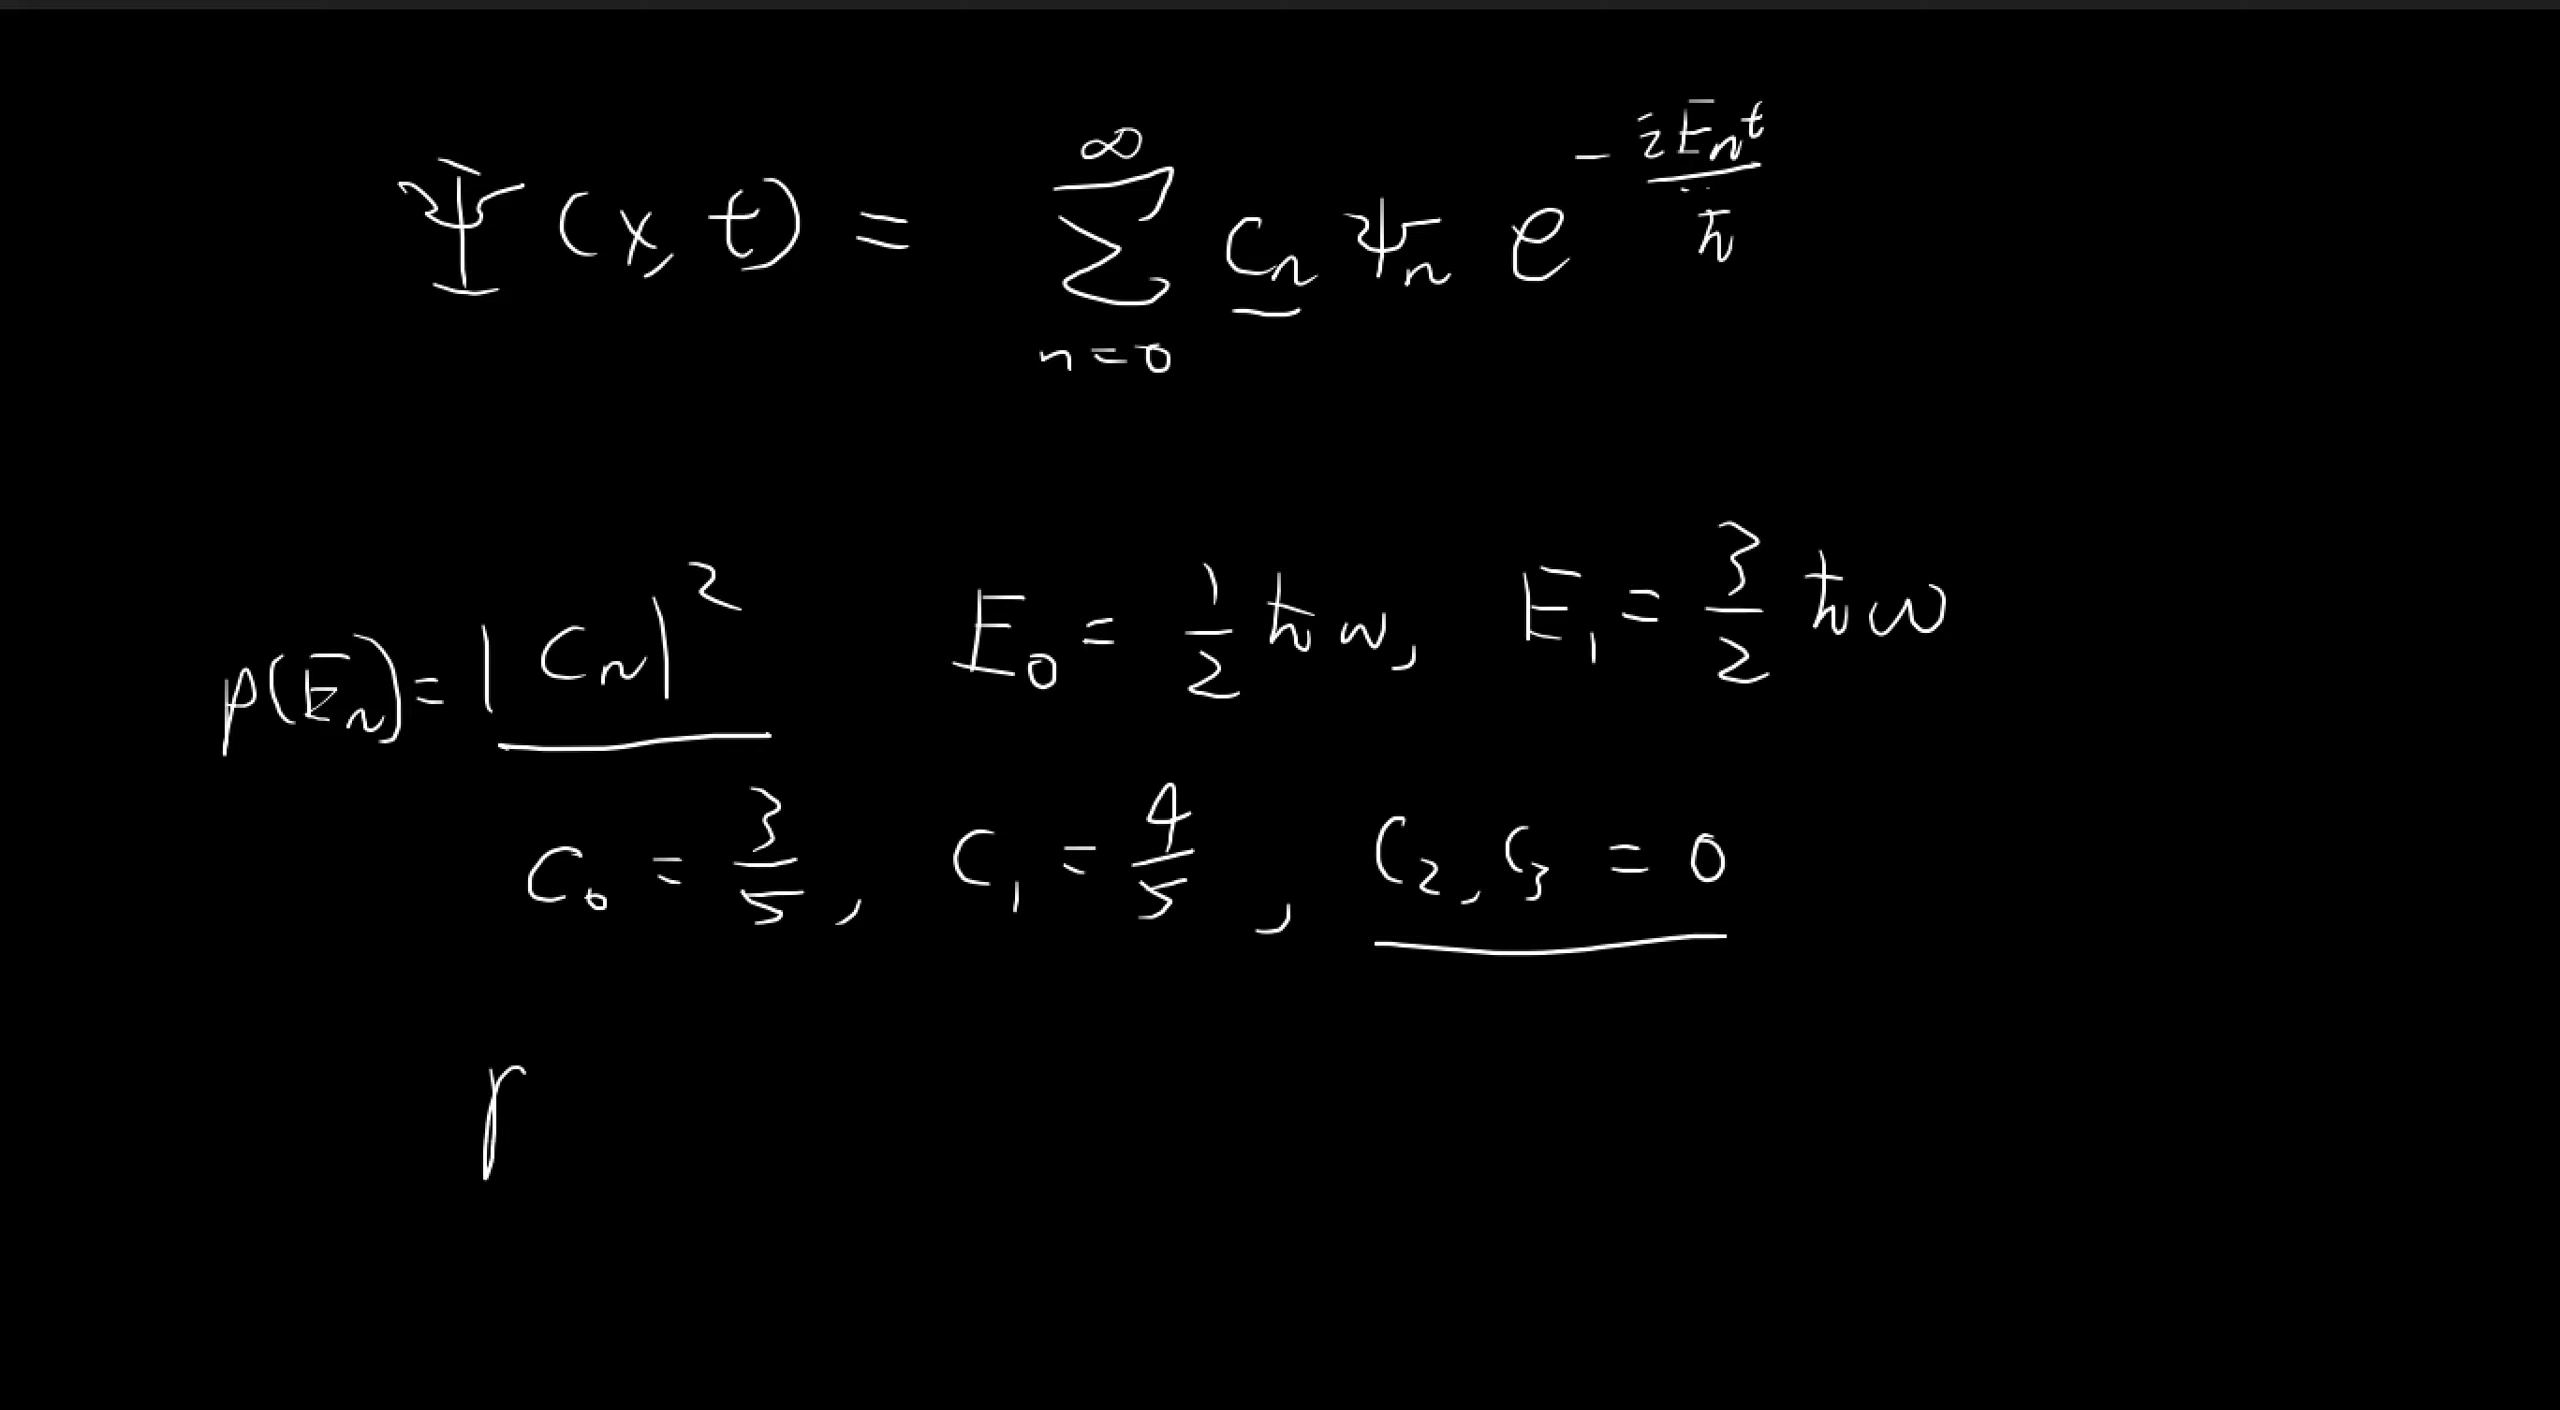 Ψ(x, t) = ∑_{n=0}^{∞} c_n ψ_n e^{-iE_n t/ħ}
P(E_n) = |C_n|^2   E_0 = 1/2 ħω,   E_1 = 3/2 ħω
C_0 = 3/5, C_1 = 4/5, C_2, C_3 = 0